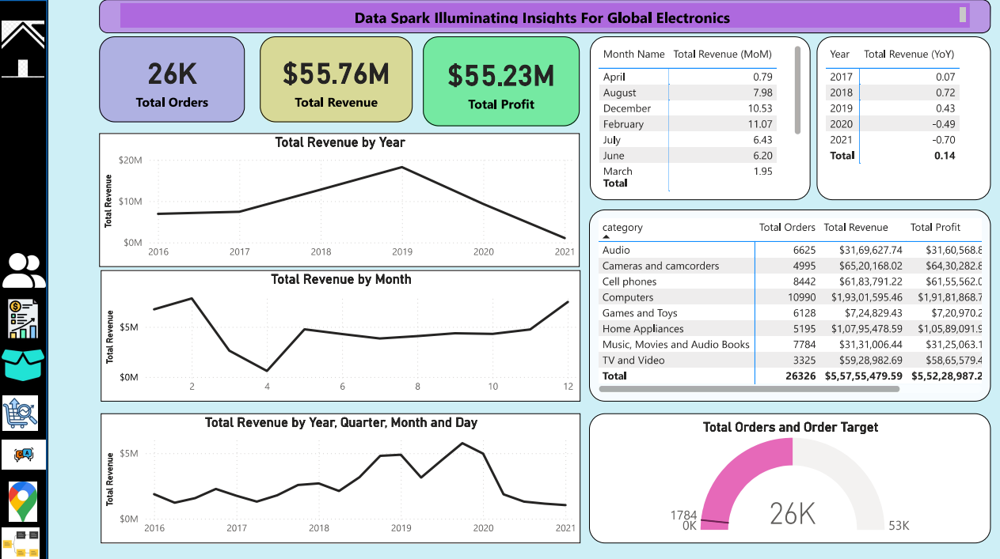 Data Spark Illuminating Insights For Global Electronics
26K
Total Orders
$55.76M
Total Revenue
$55.23M
Total Profit
Month Name Total Revenue (MoM)
April 0.79
August 7.98
December 10.53
February 11.07
July 6.43
June 6.20
March 1.95
Total
Year Total Revenue (YoY)
2017 0.07
2018 0.72
2019 0.43
2020 -0.49
2021 -0.70
Total 0.14
Total Revenue by Year
Total Revenue
$20M
$10M
$0M
2016 2017 2018 2019 2020 2021
Total Revenue by Month
Total Revenue
$5M
$0M
2 4 6 8 10 12
Total Revenue by Year, Quarter, Month and Day
Total Revenue
$5M
$0M
2016 2017 2018 2019 2020 2021
category Total Orders Total Revenue Total Profit
Audio 6625 $31,69,627.74 $31,60,568.8
Cameras and camcorders 4995 $65,20,168.02 $64,30,282.8
Cell phones 8442 $61,83,791.22 $61,55,562.0
Computers 10990 $1,93,01,595.46 $1,91,81,868.7
Games and Toys 6128 $7,24,829.43 $7,20,970.2
Home Appliances 5195 $1,07,95,478.59 $1,05,89,091.9
Music, Movies and Audio Books 7784 $31,31,006.44 $31,25,063.1
TV and Video 3325 $59,28,982.69 $58,65,579.4
Total 26326 $5,57,55,479.59 $5,52,28,987.2
Total Orders and Order Target
1784
0K
26K
53K